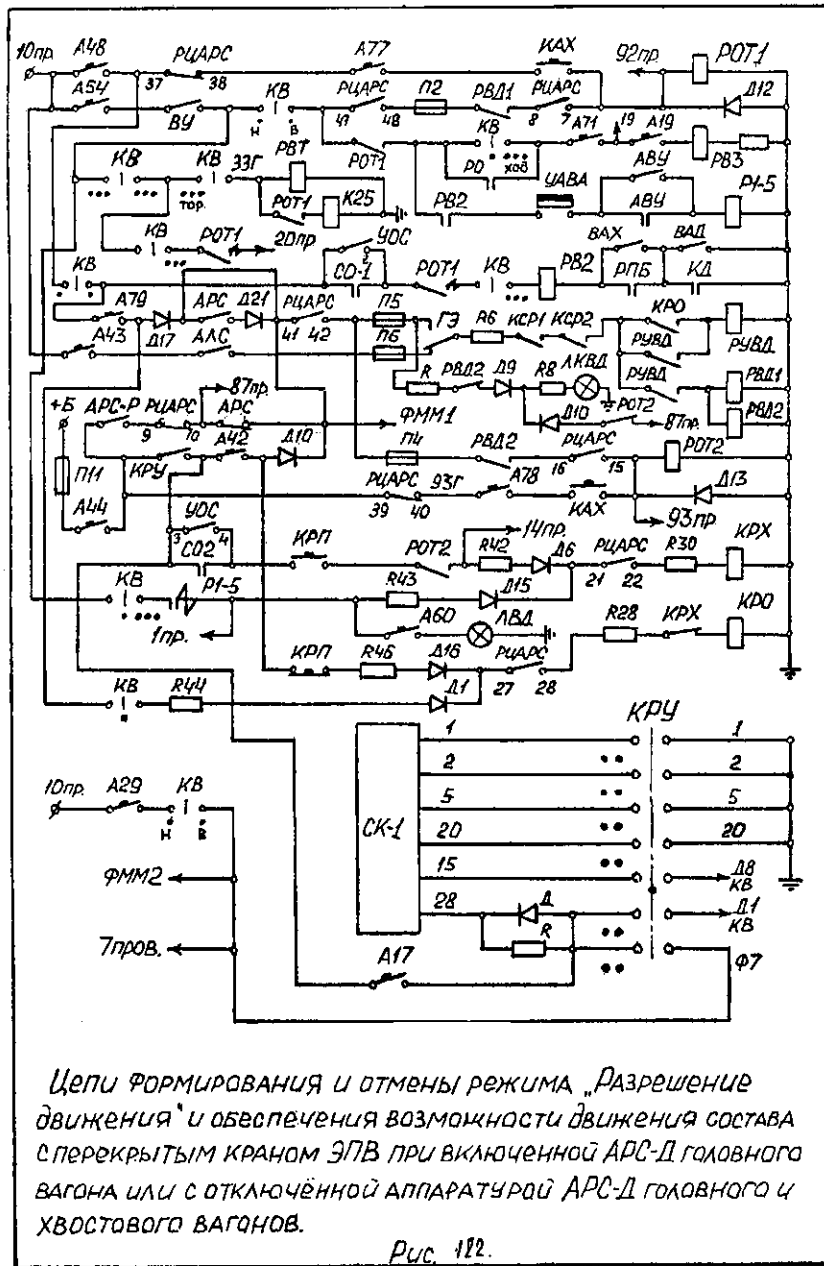 10пр. А48 РЦАРС А77 КАХ 92пр. РОТ1
37 38
А54 ВУ КВ РЦАРС П2 РВД1 РЦАРС Д12
Н В 47 48 8 7
КВ А71 19 А19
РОТ1 РО ХОВ РВ3
КВ КВ 33Г РВТ
ТОР. РОТ1 К25 РВ2 УАВА АВУ АВУ Р1-5
КВ РОТ1 20пр УОС ВАХ ВАД
КВ СО-1 РОТ1 КВ РВ2 РПБ КД
А79 АРС Д21 РЦАРС П5 ГЭ R6 КСР1 КСР2 КРО
Д17 41 42
А43 АЛС П6 РУВД РУВД
R РВД2 Д9 R8 ЛКВД РУВД РВД1
+Б 87пр. Д10 РОТ2 87пр. РВД2
АРС-Р РЦАРС АРС ФММ1
9 10
П11 КРУ А42 Д10 П4 РВД2 РЦАРС РОТ2
16 15
А44 РЦАРС 93Г А78 КАХ Д13
39 40
93пр
УОС
3 4
СО2 КРП РОТ2 14пр. R42 Д6 РЦАРС R30 КРХ
21 22
КВ Р1-5 R43 Д15 КРО
1пр. А60 ЛВД R28 КРХ
КРП R46 Д16 РЦАРС
27 28
КВ R44 Д1
КРУ
СК-1
1 1
2 2
5 5
20 20
15 Д8 КВ
28 Д Д1 КВ
R
А17 Ф7
10пр. А29 КВ
Н В
ФММ2
7ПРОВ.
Цепи формирования и отмены режима „Разрешение
движения" и обеспечения возможности движения состава
с перекрытым краном ЭПВ при включенной АРС-Д головного
вагона или с отключённой аппаратурой АРС-Д головного и
хвостового вагонов.
Рис. 122.